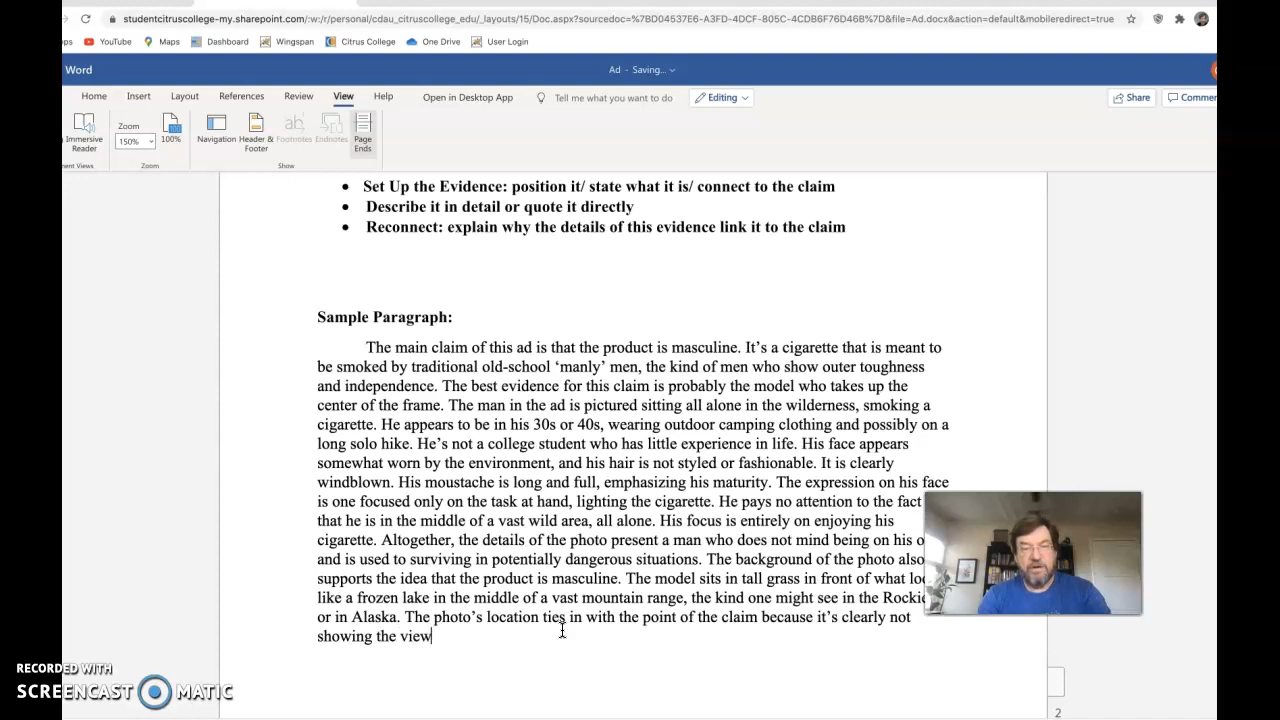 studentcitruscollege-my.sharepoint.com/:w:/r/personal/cdau_citruscollege_edu/_layouts/15/Doc.aspx?sourcedoc=%7BD04537E6-A3FD-4DCF-805C-4CDB6F76D46B%7D&file=Ad.docx&action=default&mobileredirect=true
YouTube Maps Dashboard Wingspan Citrus College One Drive User Login
Word Ad - Saving...
Home Insert Layout References Review View Help Open in Desktop App Tell me what you want to do Editing Share
Immersive Reader Zoom 150% 100% Navigation Header & Footer Footnotes Endnotes Page Ends
Zoom Show
• Set Up the Evidence: position it/ state what it is/ connect to the claim
• Describe it in detail or quote it directly
• Reconnect: explain why the details of this evidence link it to the claim
Sample Paragraph:
The main claim of this ad is that the product is masculine. It's a cigarette that is meant to
be smoked by traditional old-school 'manly' men, the kind of men who show outer toughness
and independence. The best evidence for this claim is probably the model who takes up the
center of the frame. The man in the ad is pictured sitting all alone in the wilderness, smoking a
cigarette. He appears to be in his 30s or 40s, wearing outdoor camping clothing and possibly on a
long solo hike. He's not a college student who has little experience in life. His face appears
somewhat worn by the environment, and his hair is not styled or fashionable. It is clearly
windblown. His moustache is long and full, emphasizing his maturity. The expression on his face
is one focused only on the task at hand, lighting the cigarette. He pays no attention to the fact
that he is in the middle of a vast wild area, all alone. His focus is entirely on enjoying his
cigarette. Altogether, the details of the photo present a man who does not mind being on his
and is used to surviving in potentially dangerous situations. The background of the photo also
supports the idea that the product is masculine. The model sits in tall grass in front of what
like a frozen lake in the middle of a vast mountain range, the kind one might see in the
or in Alaska. The photo's location ties in with the point of the claim because it's clearly not
showing the view
RECORDED WITH
SCREENCAST MATIC
2